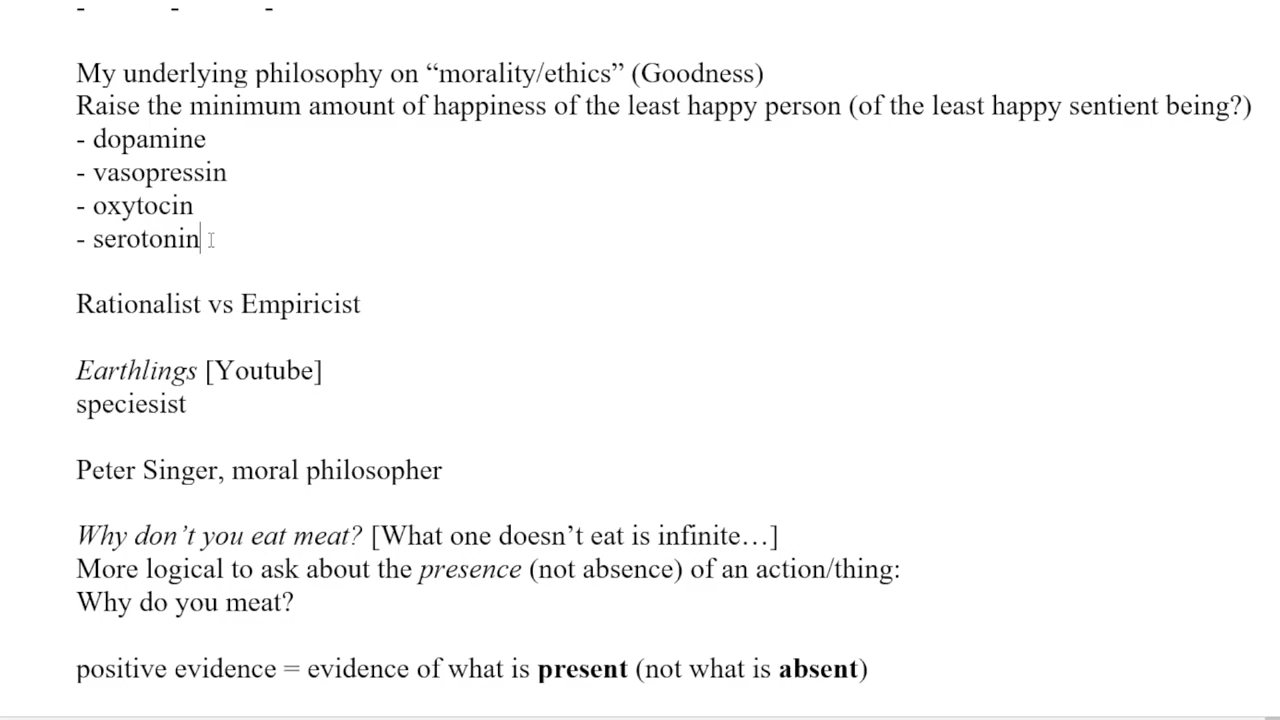 - - -
My underlying philosophy on “morality/ethics” (Goodness)
Raise the minimum amount of happiness of the least happy person (of the least happy sentient being?)
- dopamine
- vasopressin
- oxytocin
- serotonin
Rationalist vs Empiricist
Earthlings [Youtube]
speciesist
Peter Singer, moral philosopher
Why don’t you eat meat? [What one doesn’t eat is infinite…]
More logical to ask about the presence (not absence) of an action/thing:
Why do you meat?
positive evidence = evidence of what is present (not what is absent)